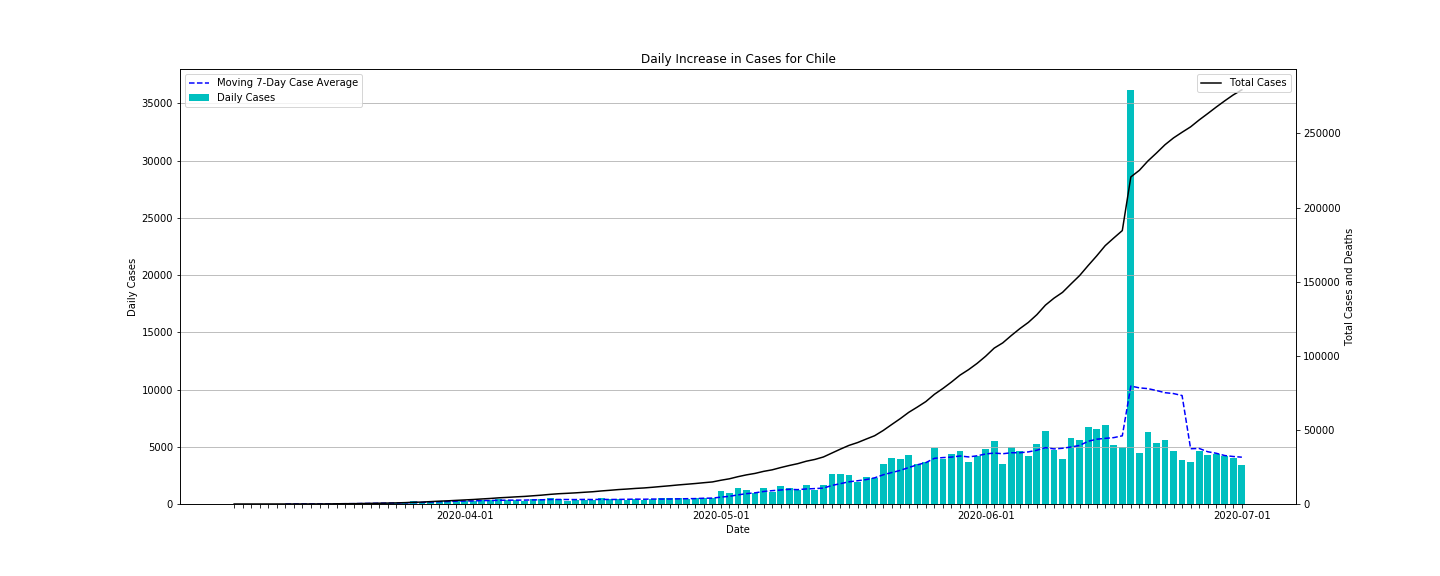 Daily Increase in Cases for Chile
Moving 7-Day Case Average
Daily Cases
Total Cases
35000
30000
25000
20000
15000
10000
5000
0
Daily Cases
250000
200000
150000
100000
50000
0
Total Cases and Deaths
2020-04-01
2020-05-01
2020-06-01
2020-07-01
Date